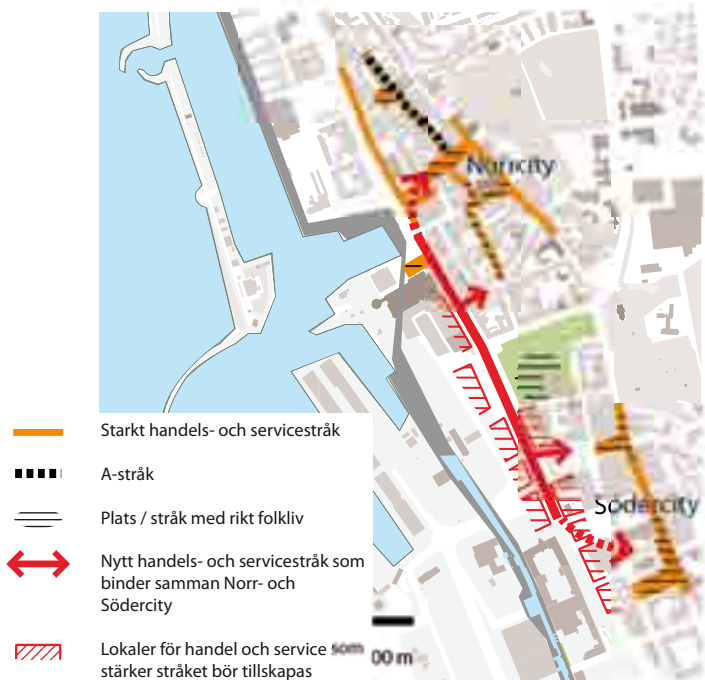 Norrcity
Södercity
Starkt handels- och servicestråk
A-stråk
Plats / stråk med rikt folkliv
Nytt handels- och servicestråk som
binder samman Norr- och
Södercity
Lokaler för handel och service som
stärker stråket bör tillskapas
00 m